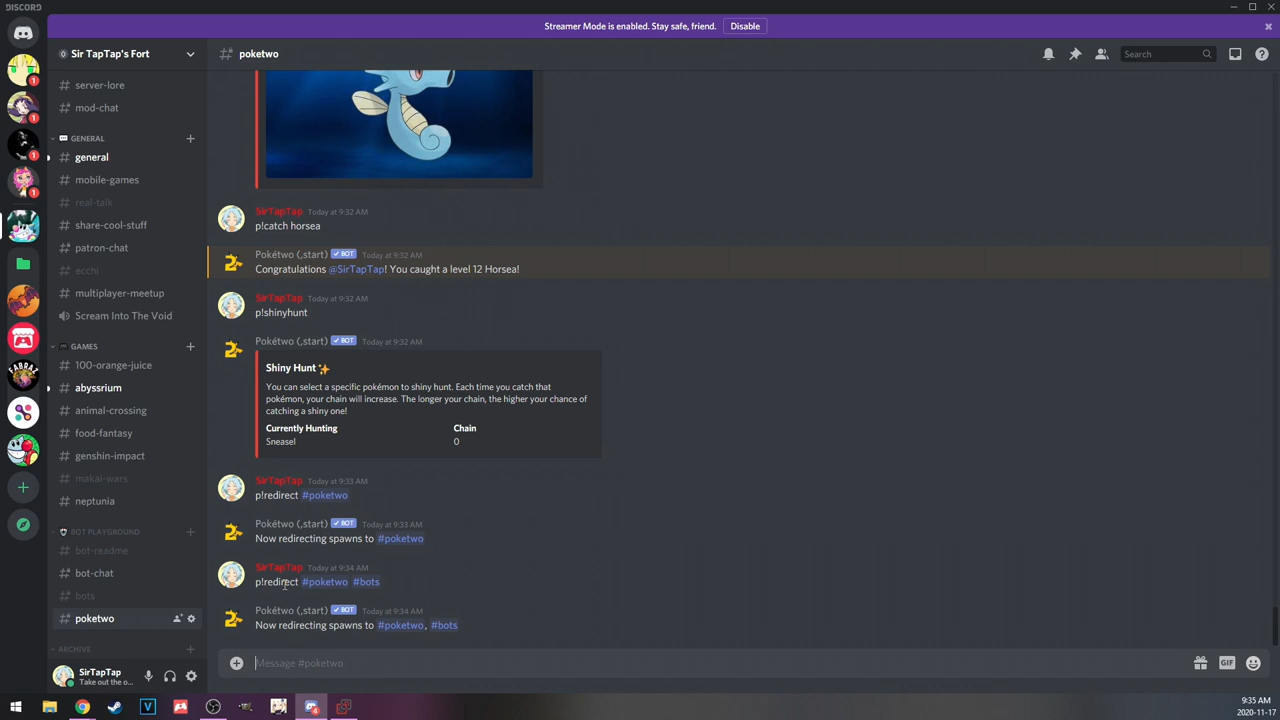 DISCORD
Streamer Mode is enabled. Stay safe, friend.
Disable
Sir TapTap's Fort
server-lore
mod-chat
GENERAL
general
mobile-games
real-talk
share-cool-stuff
patron-chat
ecchi
multiplayer-meetup
Scream Into The Void
GAMES
100-orange-juice
abyssrium
animal-crossing
food-fantasy
genshin-impact
makai-wars
neptunia
BOT PLAYGROUND
bot-readme
bot-chat
bots
poketwo
ARCHIVE
SirTapTap
Take out the o...
poketwo
Search
SirTapTap Today at 9:32 AM
p!catch horsea
Pokétwo (,start) ✓ BOT Today at 9:32 AM
Congratulations @SirTapTap! You caught a level 12 Horsea!
SirTapTap Today at 9:32 AM
p!shinyhunt
Pokétwo (,start) ✓ BOT Today at 9:32 AM
Shiny Hunt ✨
You can select a specific pokémon to shiny hunt. Each time you catch that
pokémon, your chain will increase. The longer your chain, the higher your chance of
catching a shiny one!
Currently Hunting Chain
Sneasel 0
SirTapTap Today at 9:33 AM
p!redirect #poketwo
Pokétwo (,start) ✓ BOT Today at 9:33 AM
Now redirecting spawns to #poketwo
SirTapTap Today at 9:34 AM
p!redirect #poketwo #bots
Pokétwo (,start) ✓ BOT Today at 9:34 AM
Now redirecting spawns to #poketwo, #bots
Message #poketwo
GIF
9:35 AM
2020-11-17